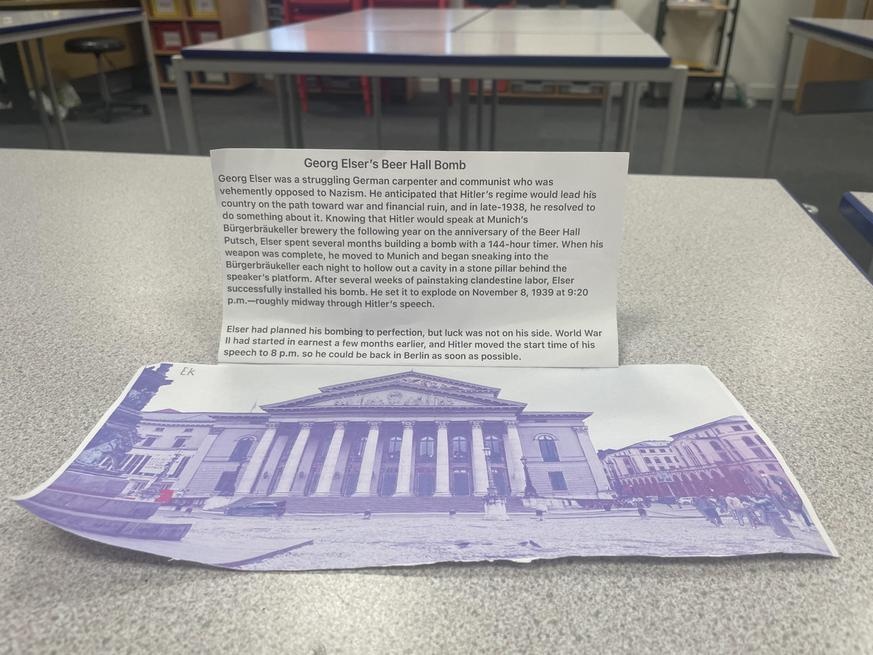 Georg Elser's Beer Hall Bomb
Georg Elser was a struggling German carpenter and communist who was
vehemently opposed to Nazism. He anticipated that Hitler's regime would lead his
country on the path toward war and financial ruin, and in late-1938, he resolved to
do something about it. Knowing that Hitler would speak at Munich's
Bürgerbräukeller brewery the following year on the anniversary of the Beer Hall
Putsch, Elser spent several months building a bomb with a 144-hour timer. When his
weapon was complete, he moved to Munich and began sneaking into the
Bürgerbräukeller each night to hollow out a cavity in a stone pillar behind the
speaker's platform. After several weeks of painstaking clandestine labor, Elser
successfully installed his bomb. He set it to explode on November 8, 1939 at 9:20
p.m.—roughly midway through Hitler's speech.
Elser had planned his bombing to perfection, but luck was not on his side. World War
II had started in earnest a few months earlier, and Hitler moved the start time of his
speech to 8 p.m. so he could be back in Berlin as soon as possible.
Ek